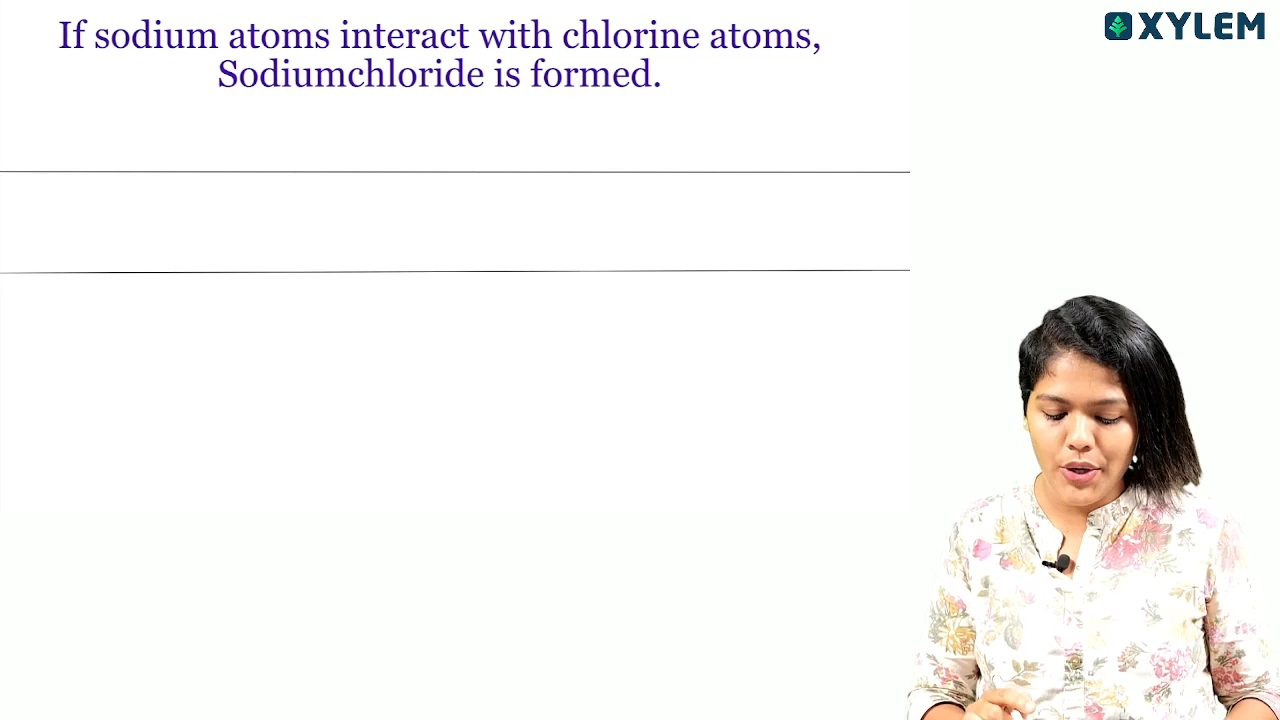 If sodium atoms interact with chlorine atoms,
Sodiumchloride is formed.
XYLEM